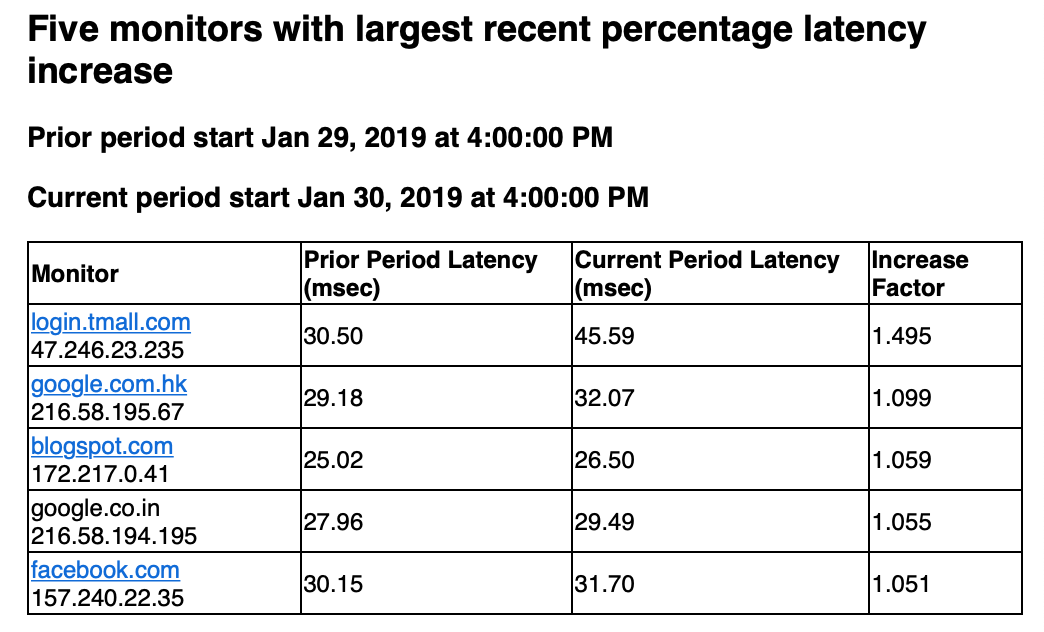 Five monitors with largest recent percentage latency
increase
Prior period start Jan 29, 2019 at 4:00:00 PM
Current period start Jan 30, 2019 at 4:00:00 PM
Monitor
Prior Period Latency
(msec)
Current Period Latency
(msec)
Increase
Factor
login.tmall.com
47.246.23.235
30.50
45.59
1.495
google.com.hk
216.58.195.67
29.18
32.07
1.099
blogspot.com
172.217.0.41
25.02
26.50
1.059
google.co.in
216.58.194.195
27.96
29.49
1.055
facebook.com
157.240.22.35
30.15
31.70
1.051